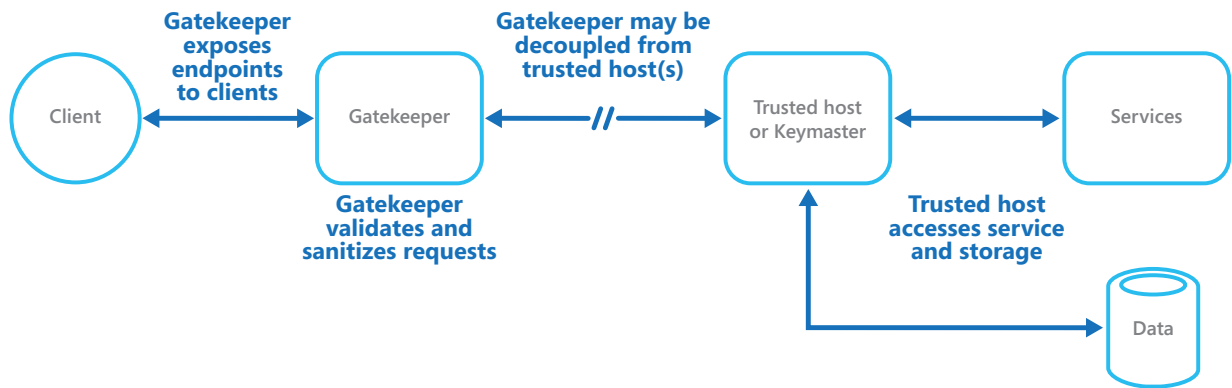 Gatekeeper
exposes
endpoints
to clients
Gatekeeper may be
decoupled from
trusted host(s)
Client
Gatekeeper
Trusted host
or Keymaster
Services
Gatekeeper
validates and
sanitizes requests
Trusted host
accesses service
and storage
Data